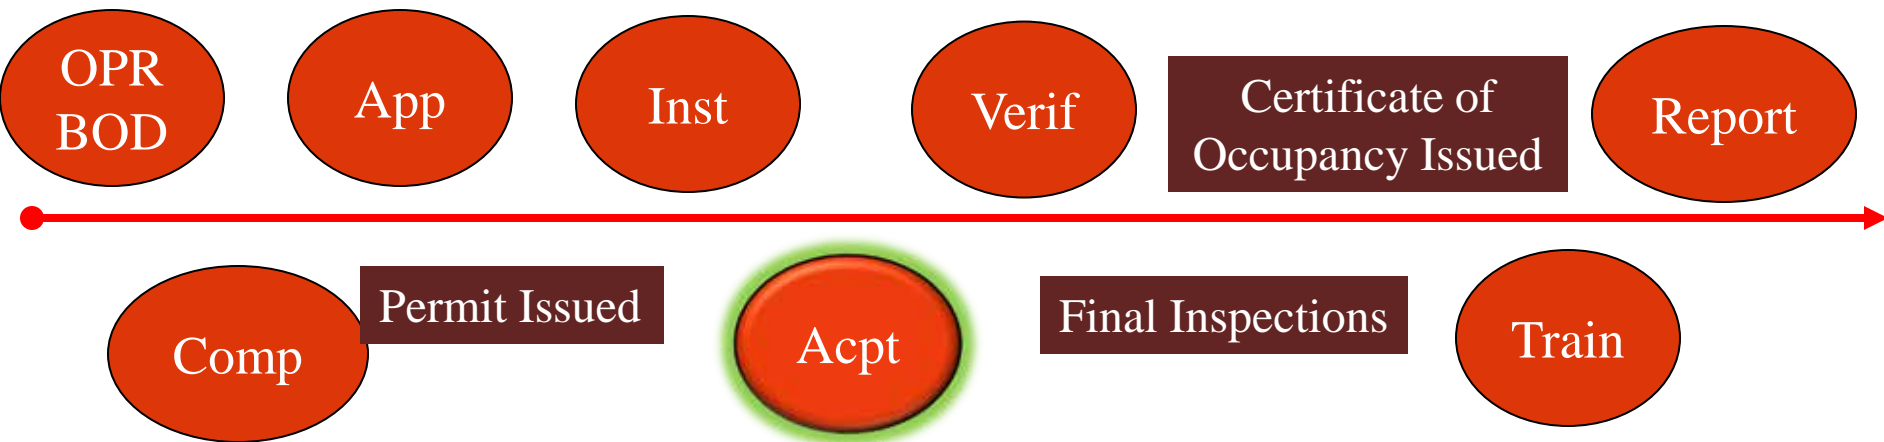 OPR
BOD
App
Inst
Verif
Certificate of
Occupancy Issued
Report
Comp
Permit Issued
Acpt
Final Inspections
Train